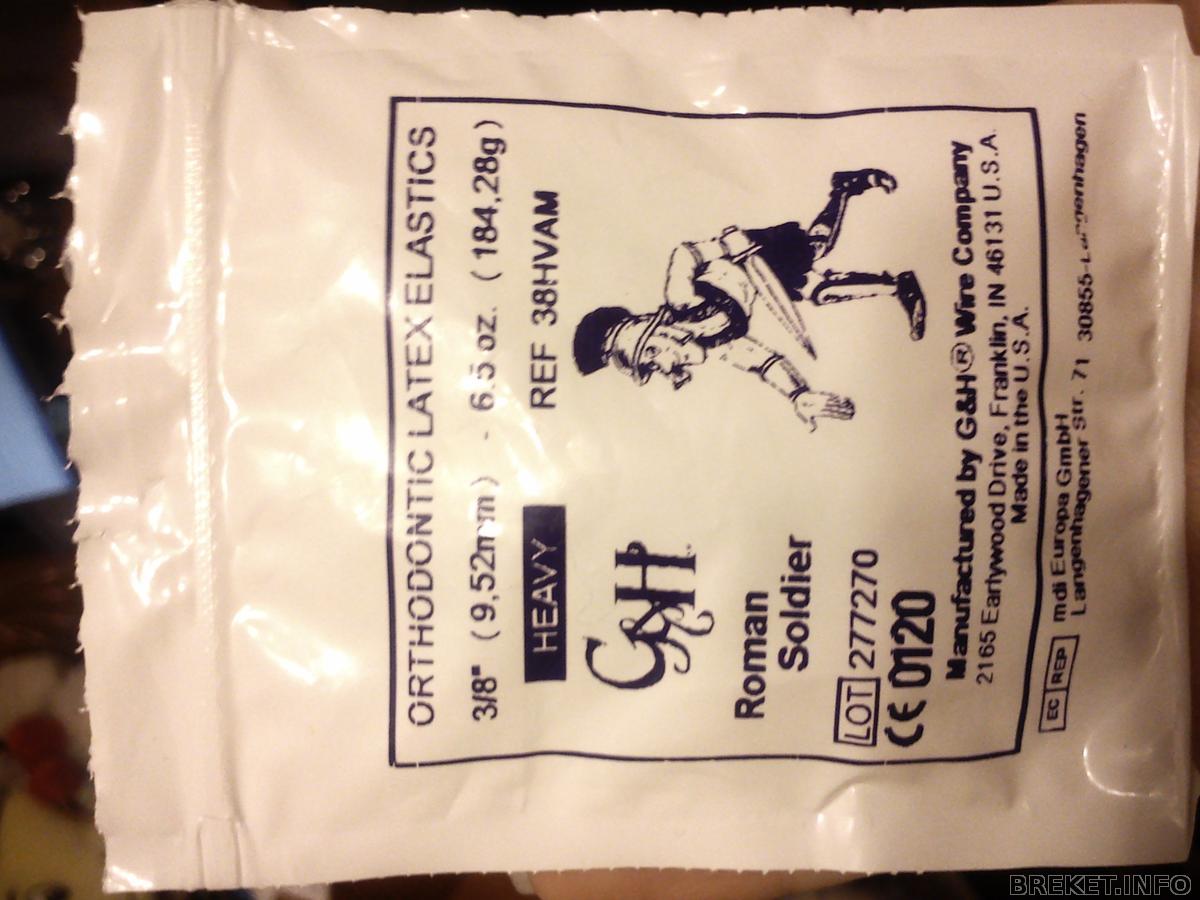 ORTHODONTIC LATEX ELASTICS
3/8" (9,52mm) - 6.5 oz. (184,28g)
HEAVY REF 38HVAM
G&H
Roman
Soldier
LOT 277270
CE 0120
Manufactured by G&H® Wire Company
2165 Earlywood Drive, Franklin, IN 46131 U.S.A.
Made in the U.S.A.
EC REP mdi Europa GmbH
Langenhagener Str. 71 30855-Langenhagen
BREKET.INFO